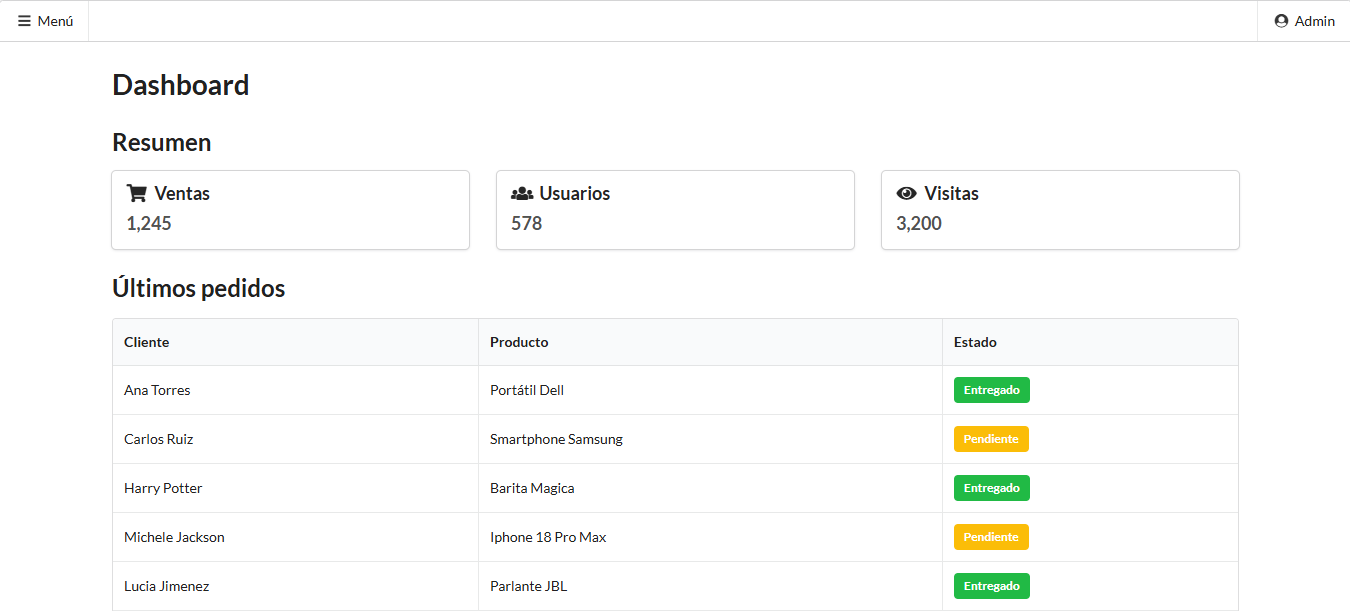 Menú Admin
Dashboard
Resumen
Ventas Usuarios Visitas
1,245 578 3,200
Últimos pedidos
Cliente Producto Estado
Ana Torres Portátil Dell Entregado
Carlos Ruiz Smartphone Samsung Pendiente
Harry Potter Barita Magica Entregado
Michele Jackson Iphone 18 Pro Max Pendiente
Lucia Jimenez Parlante JBL Entregado